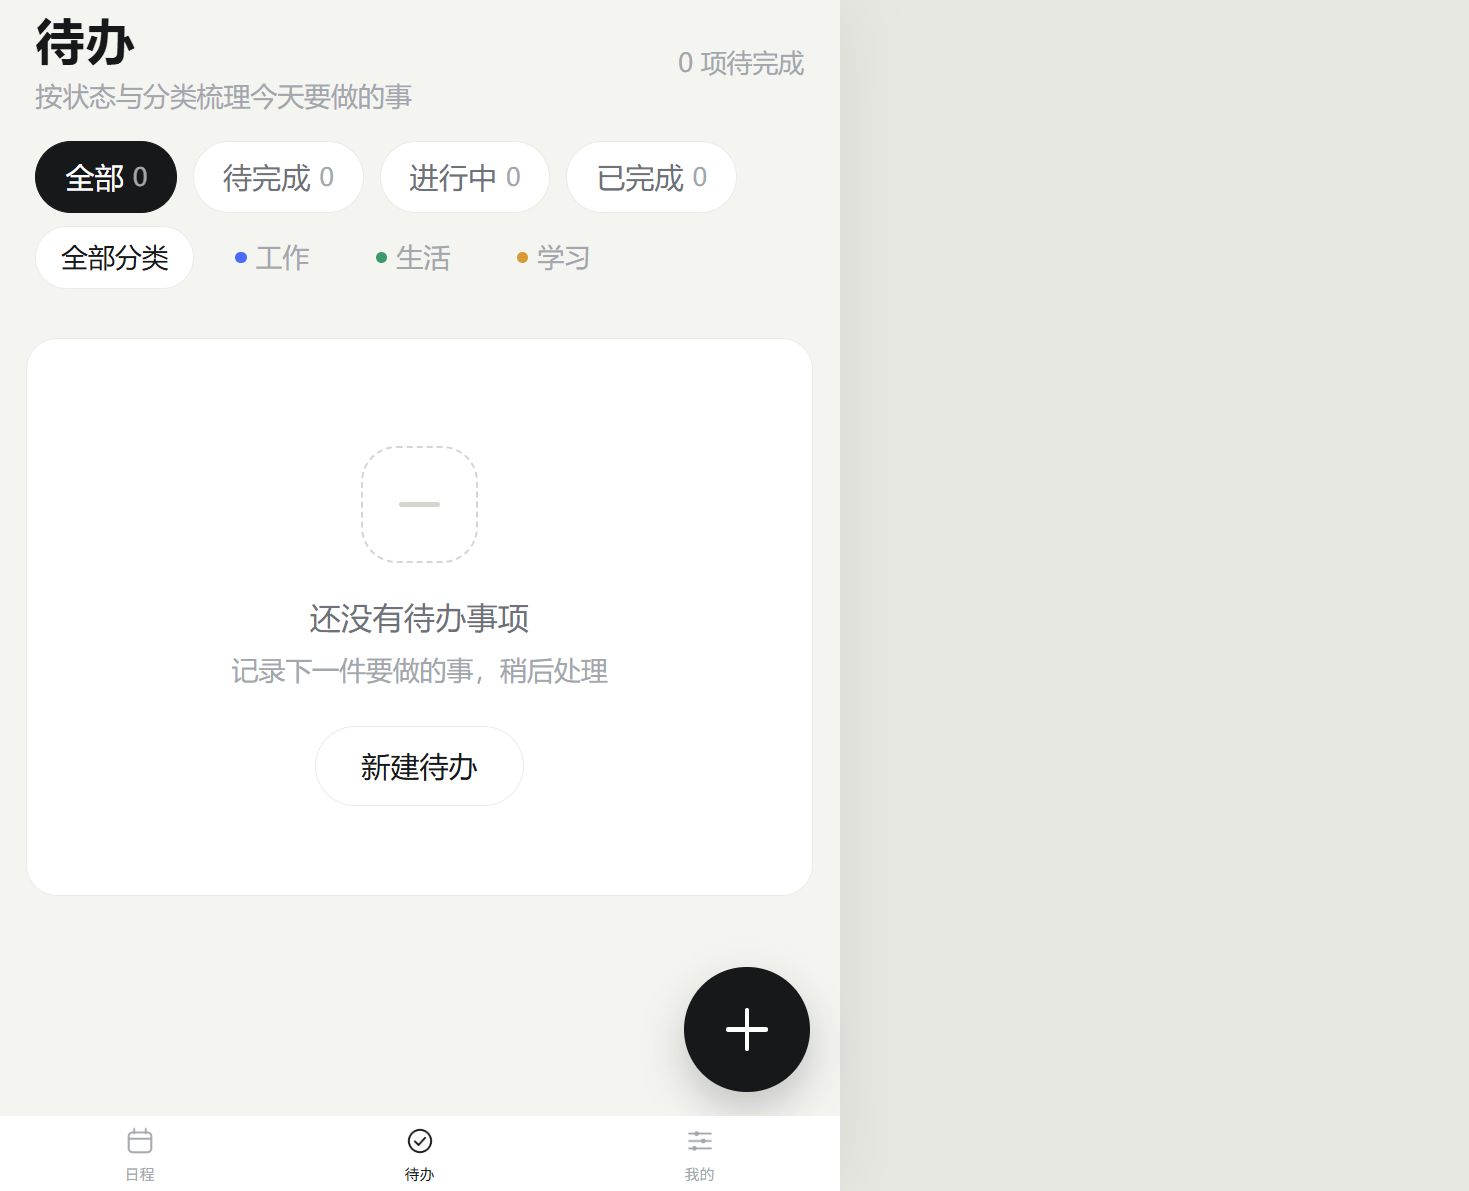 待办
0 项待完成
按状态与分类梳理今天要做的事
全部 0 待完成 0 进行中 0 已完成 0
全部分类 工作 生活 学习
还没有待办事项
记录下一件要做的事，稍后处理
新建待办
日程 待办 我的